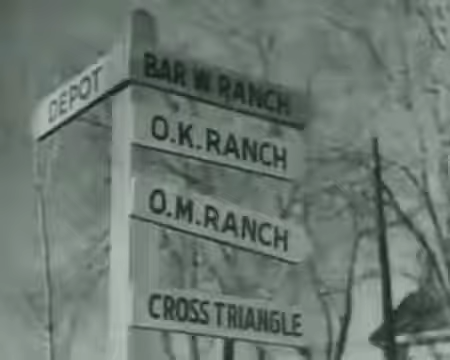 DEPOT
BAR W RANCH
O.K. RANCH
O.M. RANCH
CROSS TRIANGLE